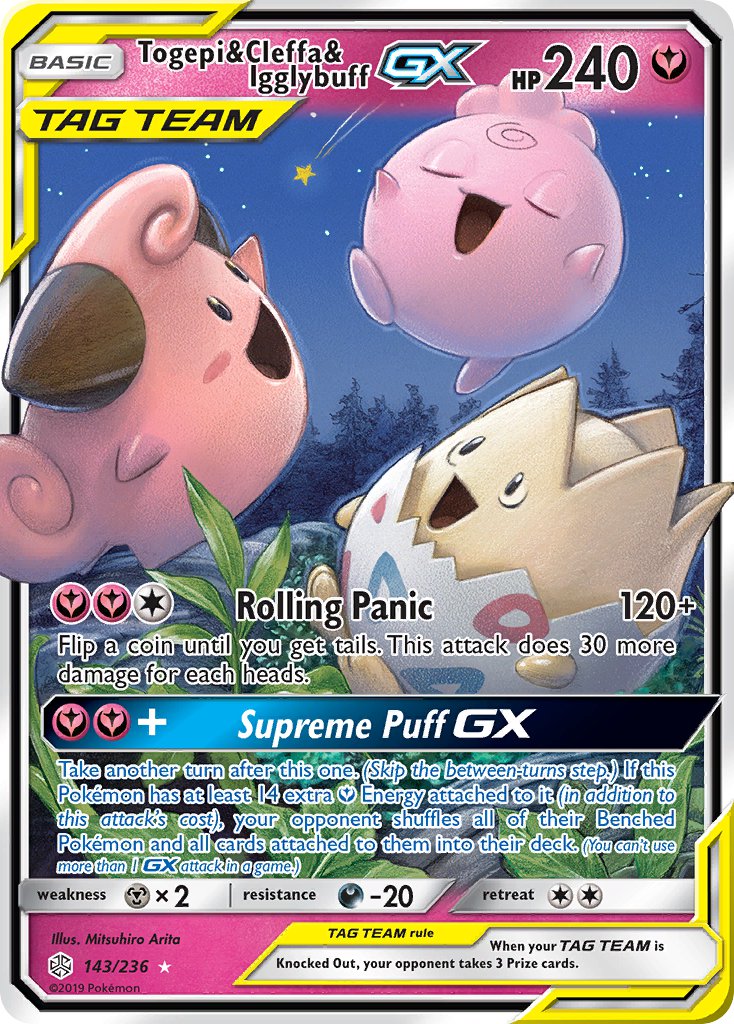 BASIC
Togepi&Cleffa&
Igglybuff GX
HP240
TAG TEAM
Rolling Panic 120+
Flip a coin until you get tails. This attack does 30 more
damage for each heads.
+ Supreme Puff GX
Take another turn after this one. (Skip the between-turns step.) If this
Pokémon has at least 14 extra Energy attached to it (in addition to
this attack's cost), your opponent shuffles all of their Benched
Pokémon and all cards attached to them into their deck. (You can't use
more than 1 GX attack in a game.)
weakness ×2 resistance -20 retreat
Illus. Mitsuhiro Arita
143/236
©2019 Pokémon
TAG TEAM rule
When your TAG TEAM is
Knocked Out, your opponent takes 3 Prize cards.